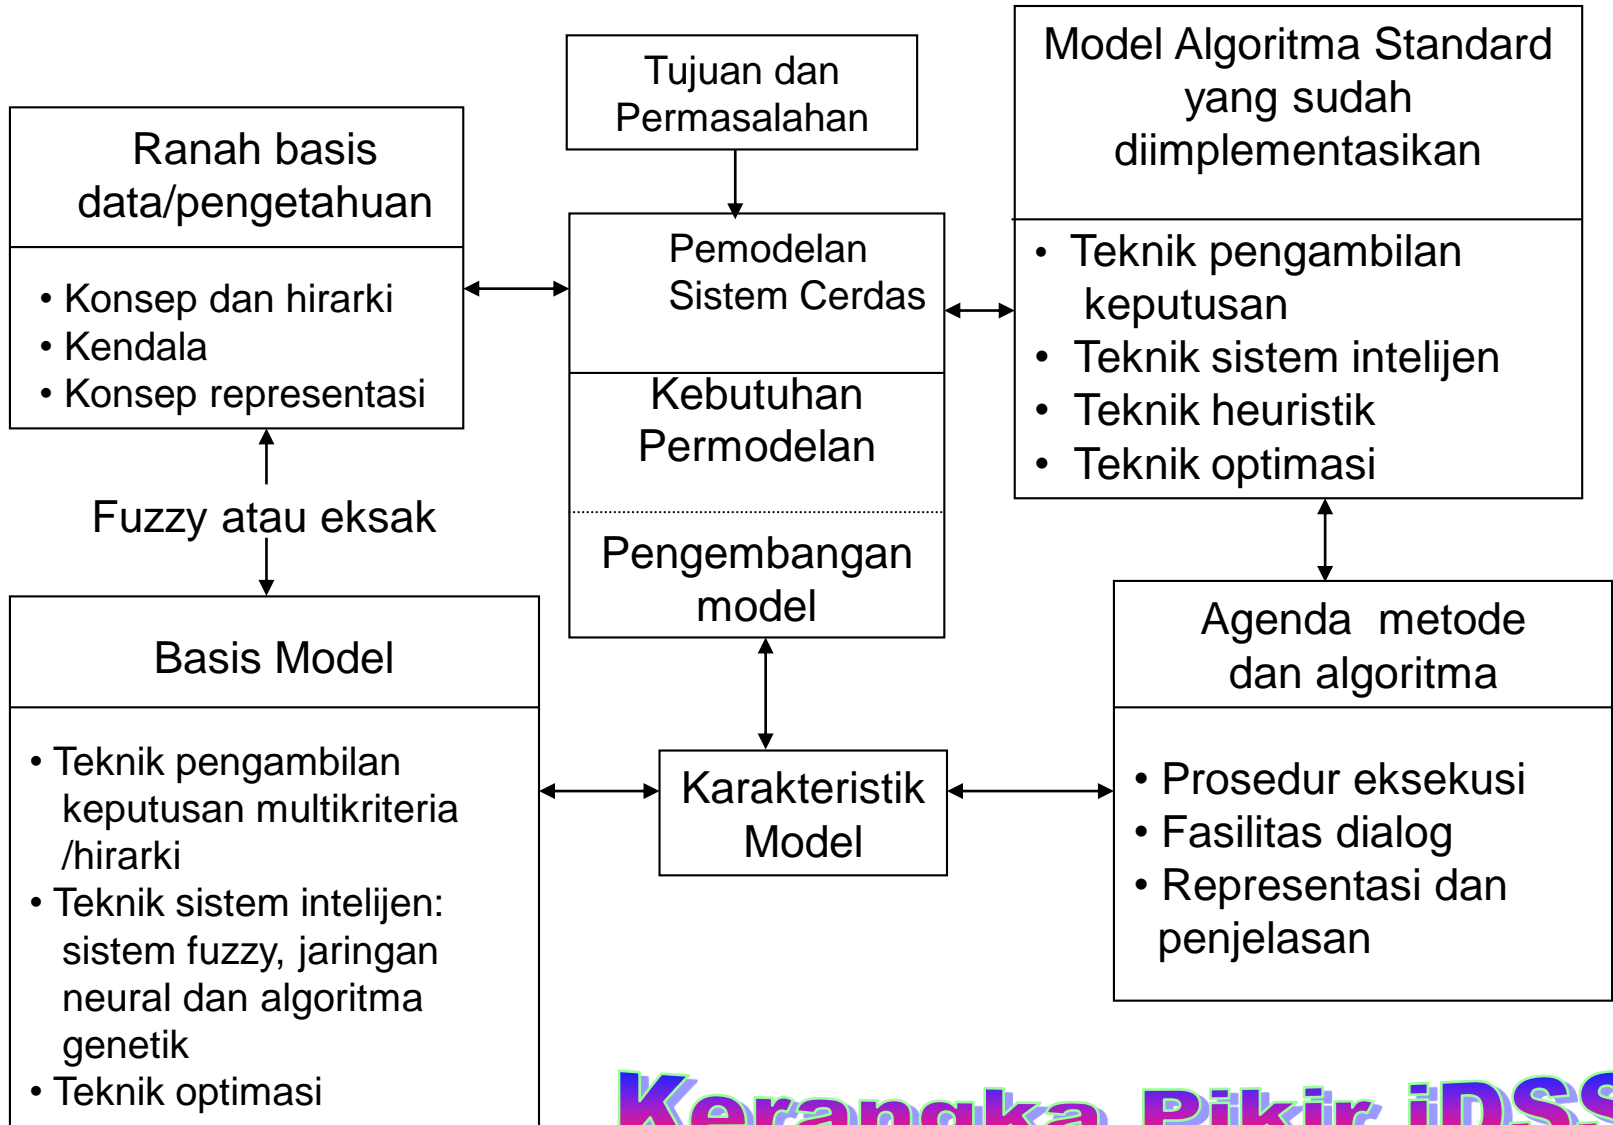 Tujuan dan
Permasalahan
Model Algoritma Standard
yang sudah
diimplementasikan
• Teknik pengambilan
keputusan
• Teknik sistem intelijen
• Teknik heuristik
• Teknik optimasi
Ranah basis
data/pengetahuan
• Konsep dan hirarki
• Kendala
• Konsep representasi
Pemodelan
Sistem Cerdas
Kebutuhan
Permodelan
Pengembangan
model
Fuzzy atau eksak
Basis Model
• Teknik pengambilan
keputusan multikriteria
/hirarki
• Teknik sistem intelijen:
sistem fuzzy, jaringan
neural dan algoritma
genetik
• Teknik optimasi
Karakteristik
Model
Agenda metode
dan algoritma
• Prosedur eksekusi
• Fasilitas dialog
• Representasi dan
penjelasan
Kerangka Pikir iDSS